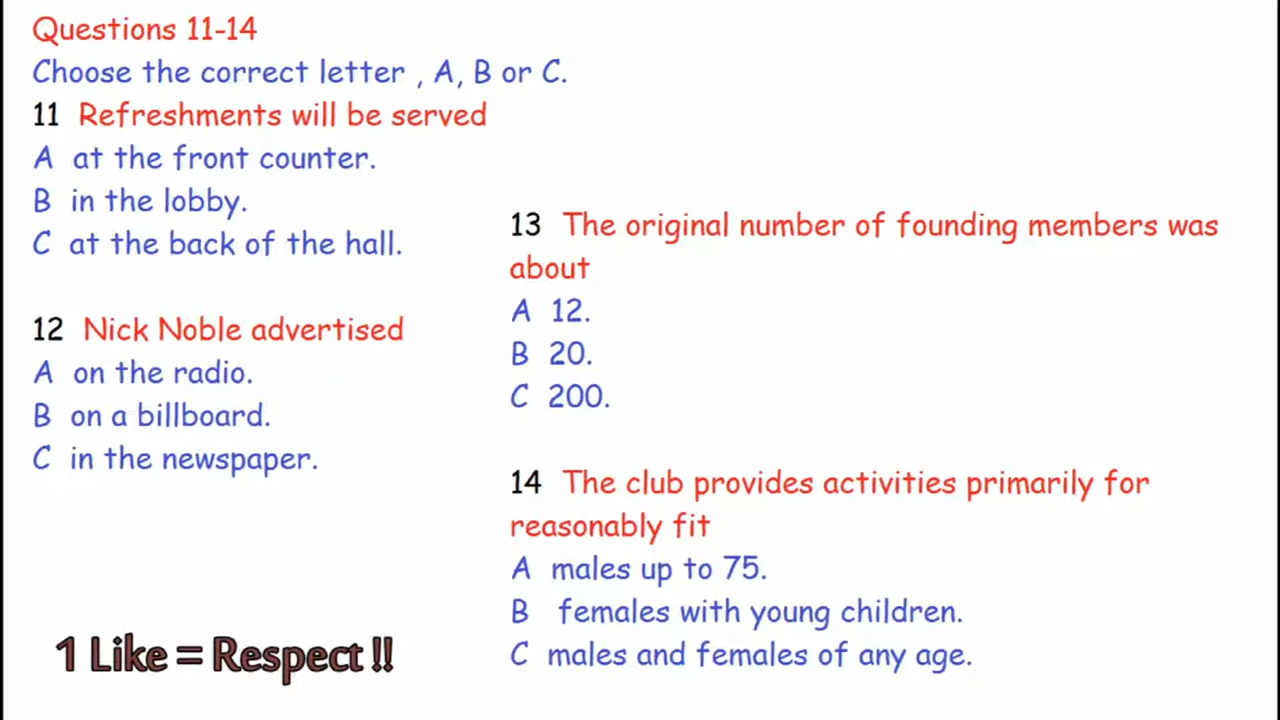 Questions 11-14
Choose the correct letter , A, B or C.
11 Refreshments will be served
A at the front counter.
B in the lobby.
C at the back of the hall.
12 Nick Noble advertised
A on the radio.
B on a billboard.
C in the newspaper.
13 The original number of founding members was
about
A 12.
B 20.
C 200.
14 The club provides activities primarily for
reasonably fit
A males up to 75.
B females with young children.
C males and females of any age.
1 Like = Respect !!